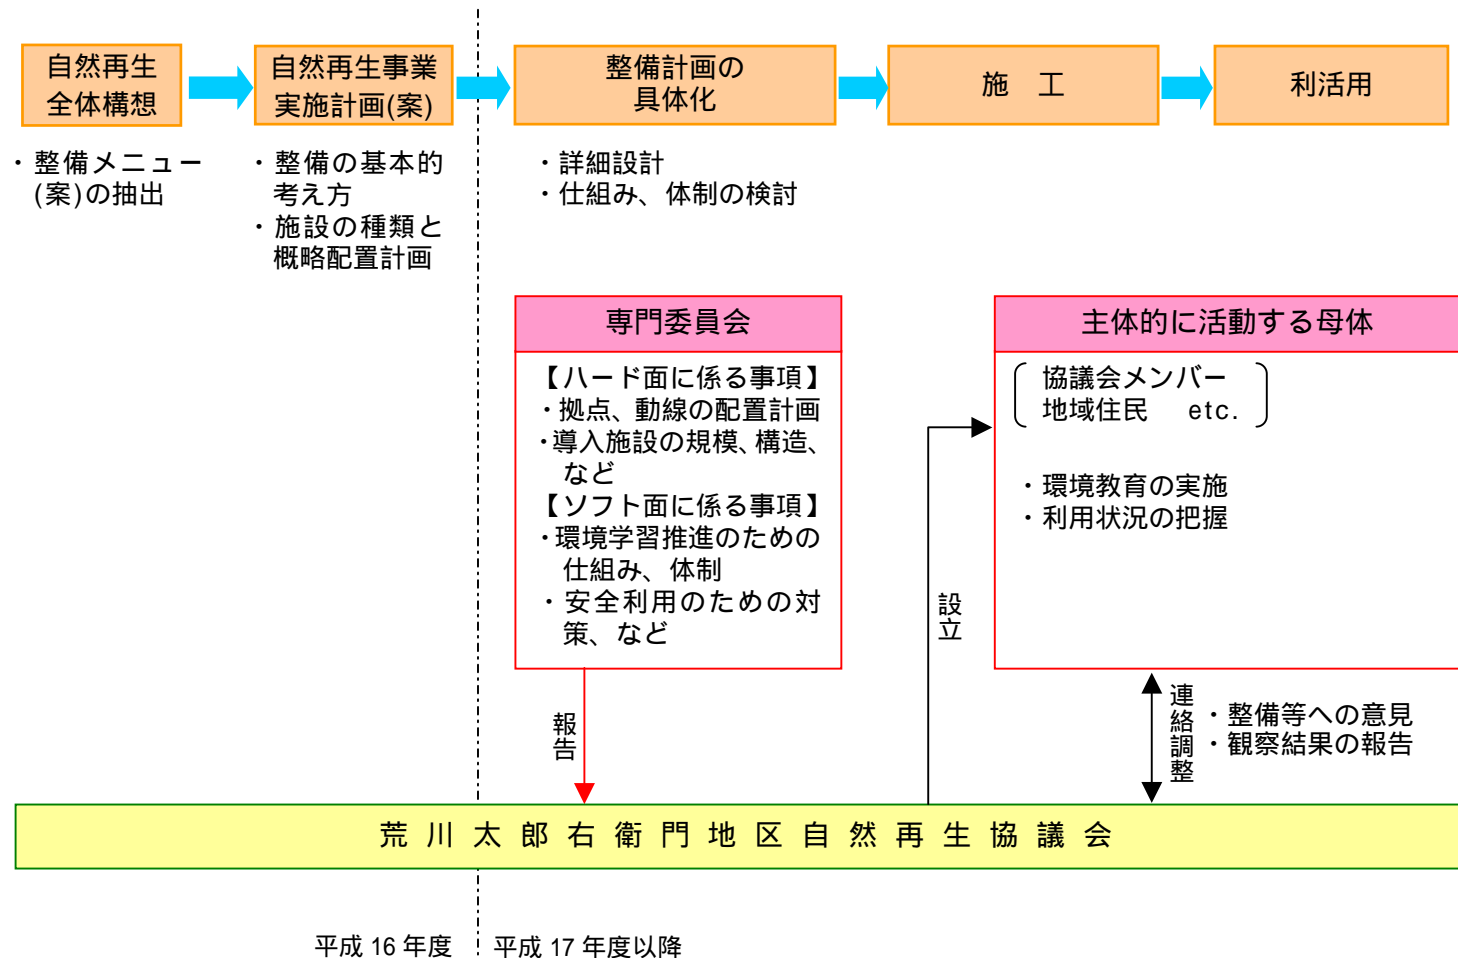 自然再生
全体構想
自然再生事業
実施計画(案)
整備計画の
具体化
施　工
利活用
・整備メニュー
(案)の抽出
・整備の基本的
考え方
・施設の種類と
概略配置計画
・詳細設計
・仕組み、体制の検討
専門委員会
【ハード面に係る事項】
・拠点、動線の配置計画
・導入施設の規模、構造、
など
【ソフト面に係る事項】
・環境学習推進のための
仕組み、体制
・安全利用のための対
策、など
主体的に活動する母体
協議会メンバー
地域住民　etc.
・環境教育の実施
・利用状況の把握
設立
報告
連絡調整
・整備等への意見
・観察結果の報告
荒川太郎右衛門地区自然再生協議会
平成 16 年度
平成 17 年度以降